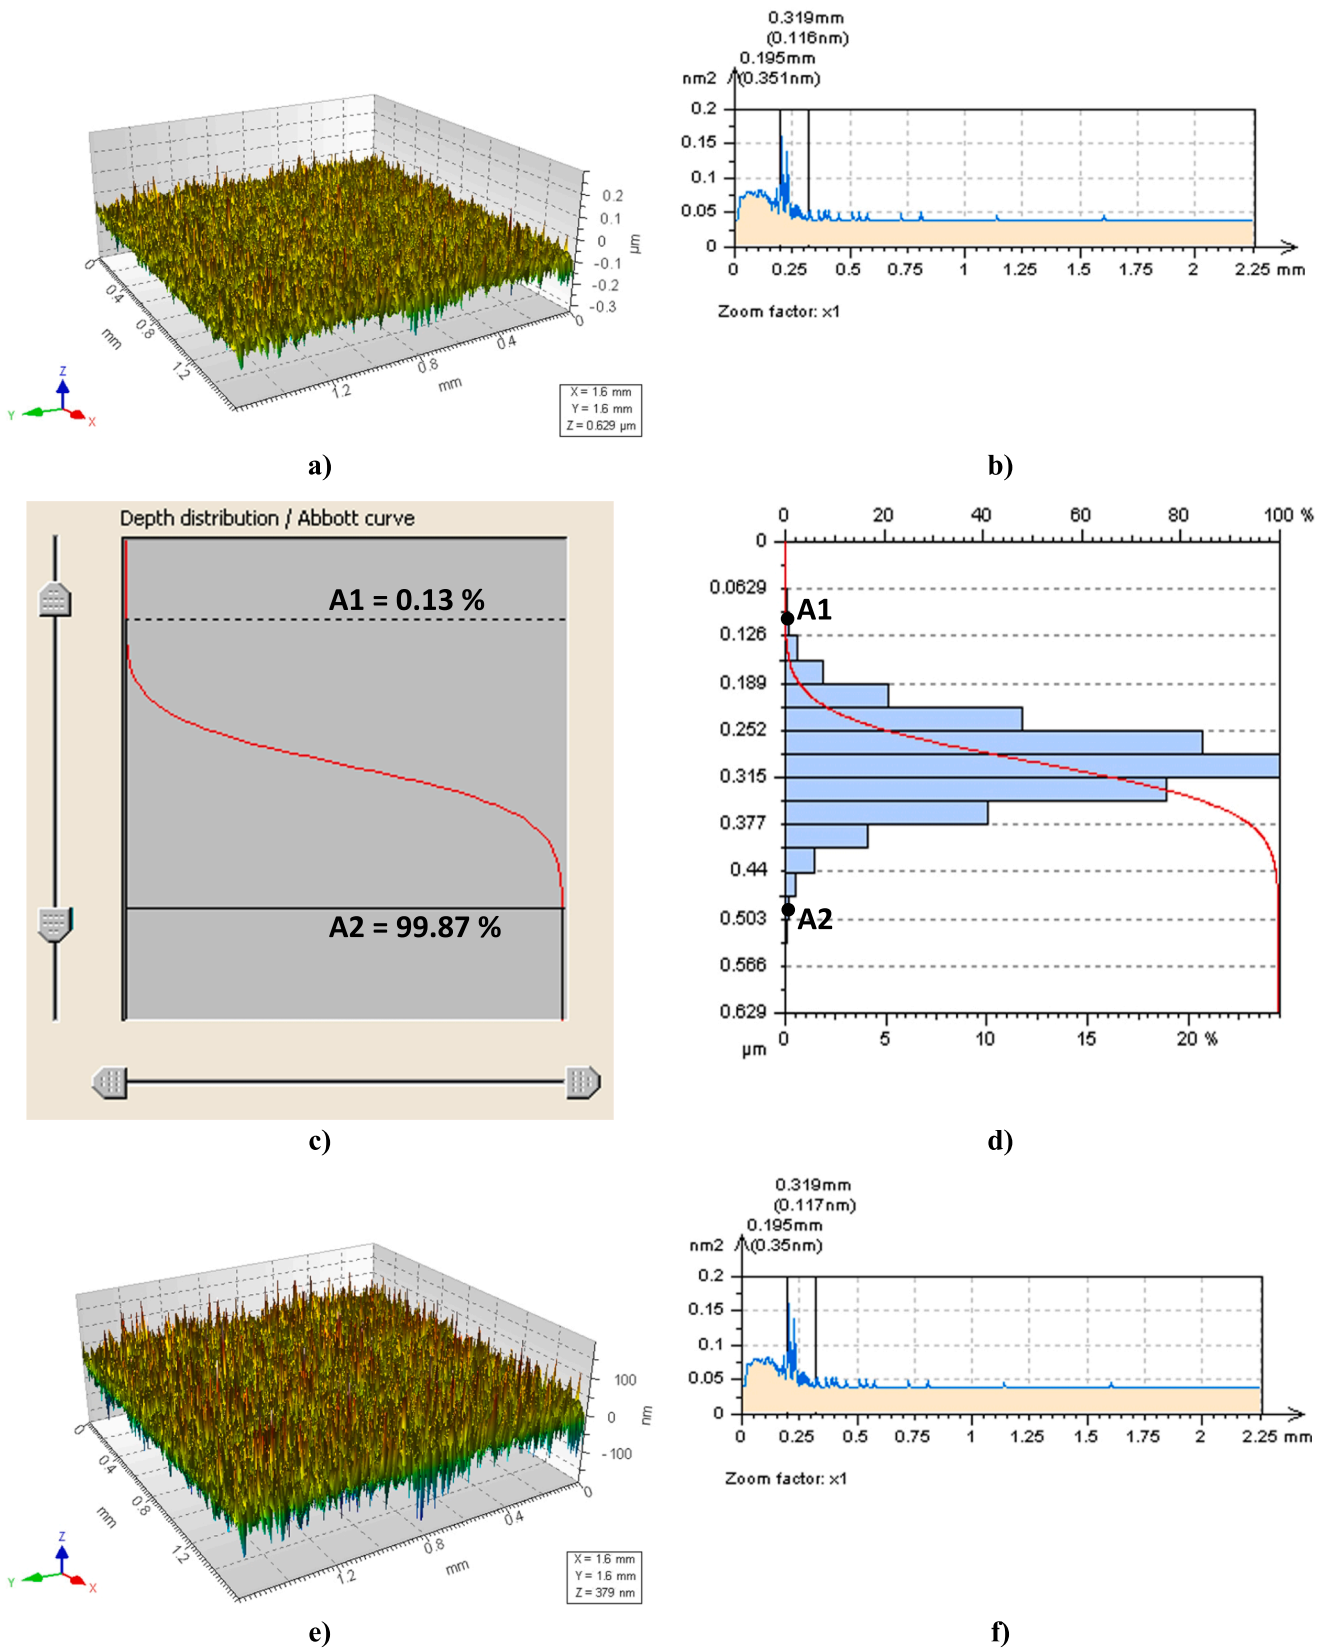 0.2
0.1
0
-0.1
-0.2
-0.3
µm
0
0.4
0.8
1.2
mm
1.2
0.8
0.4
0
mm
Z
Y
X
X = 1.6 mm
Y = 1.6 mm
Z = 0.629 µm
a)
0.319mm
(0.116nm)
0.195mm
nm2 (0.351nm)
0.2
0.15
0.1
0.05
0
0 0.25 0.5 0.75 1 1.25 1.5 1.75 2 2.25 mm
Zoom factor: x1
b)
Depth distribution / Abbott curve
A1 = 0.13 %
A2 = 99.87 %
c)
0 20 40 60 80 100 %
0
0.0629
A1
0.126
0.189
0.252
0.315
0.377
0.44
0.503
A2
0.566
0.629
µm 0 5 10 15 20 %
d)
100
0
-100
nm
0
0.4
0.8
1.2
mm
1.2
0.8
0.4
0
mm
Z
Y
X
X = 1.6 mm
Y = 1.6 mm
Z = 379 nm
e)
0.319mm
(0.117nm)
0.195mm
nm2 (0.35nm)
0.2
0.15
0.1
0.05
0
0 0.25 0.5 0.75 1 1.25 1.5 1.75 2 2.25 mm
Zoom factor: x1
f)